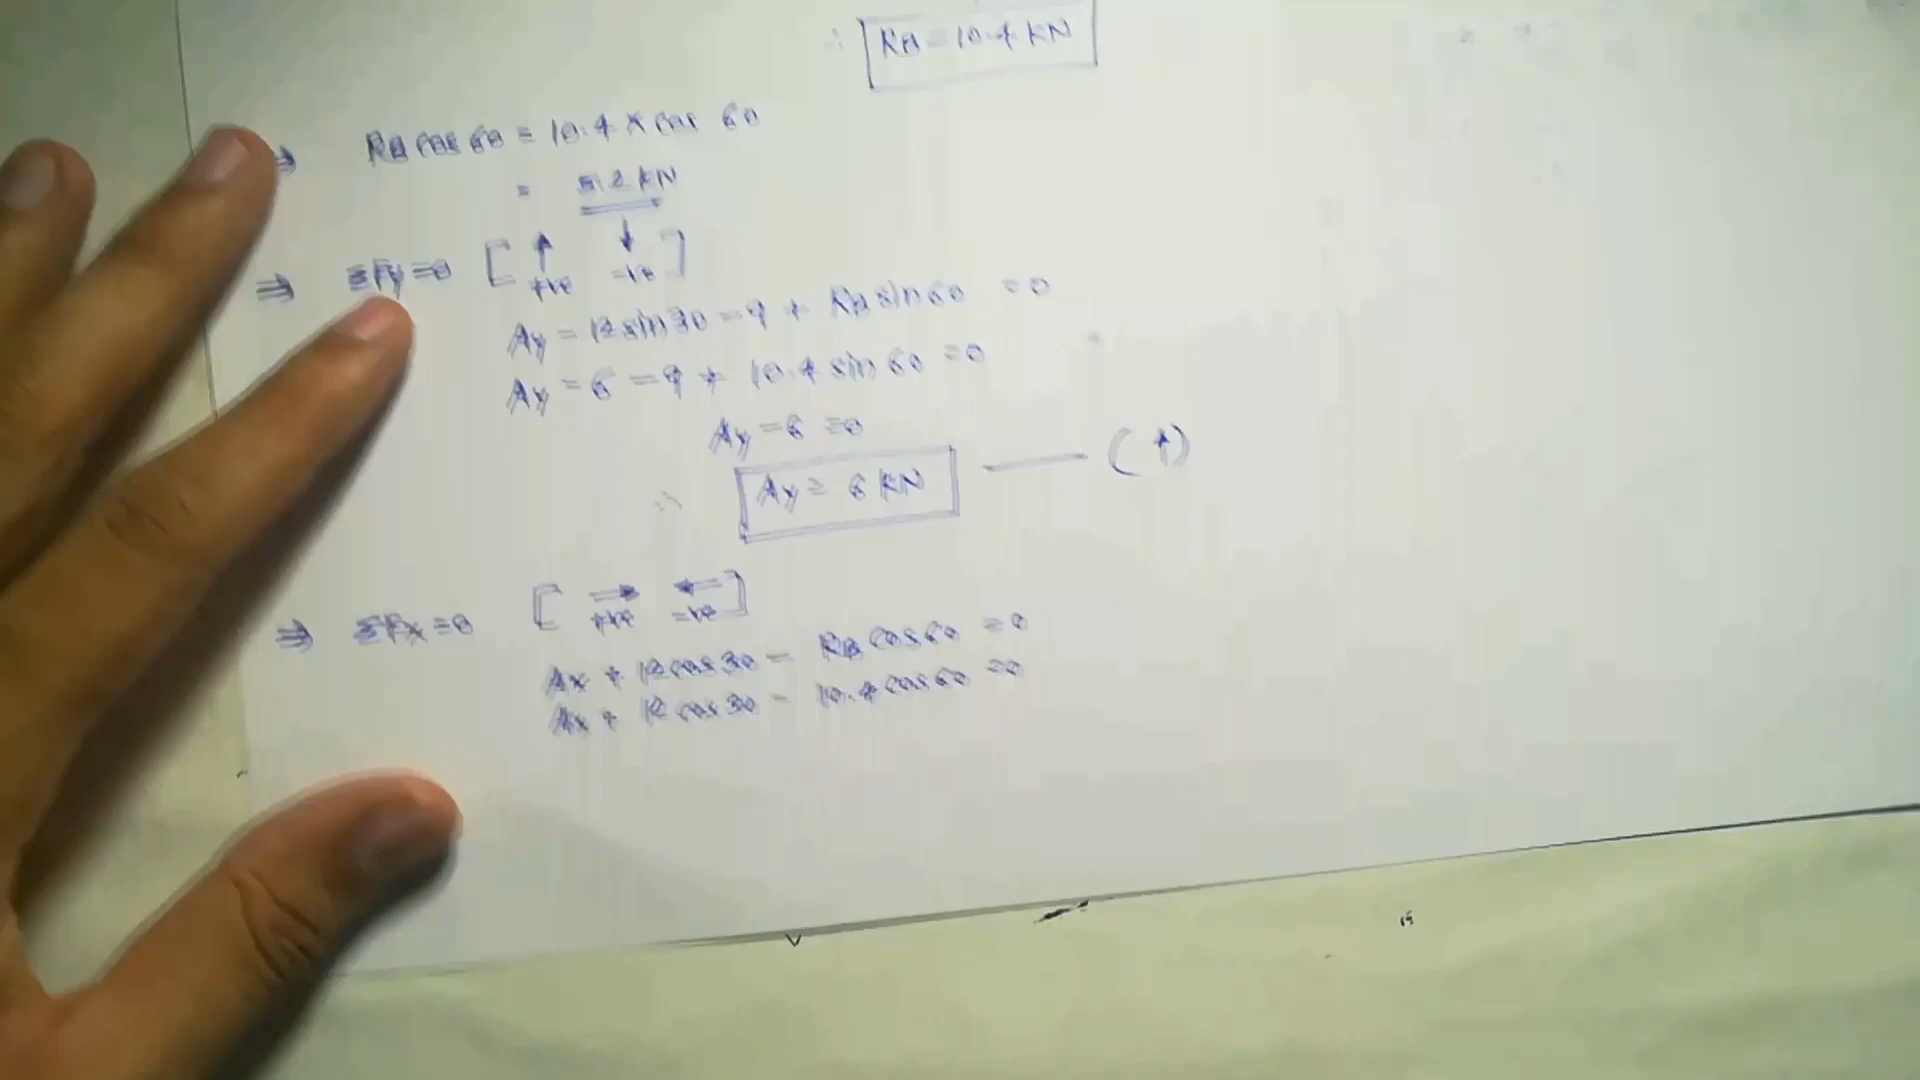 ∴ RB = 10.4 KN
⇒ RB cos 60 = 10.4 × cos 60
= 5.2 KN
⇒ ΣFy = 0 [ ↑ +ve ↓ -ve ]
Ay - 12 sin 30 - 9 + RB sin 60 = 0
Ay - 6 - 9 + 10.4 sin 60 = 0
Ay - 6 = 0
∴ Ay = 6 KN — (↑)
⇒ ΣFx = 0 [ → +ve ← -ve ]
Ax + 12 cos 30 - RB cos 60 = 0
Ax + 12 cos 30 - 10.4 cos 60 = 0